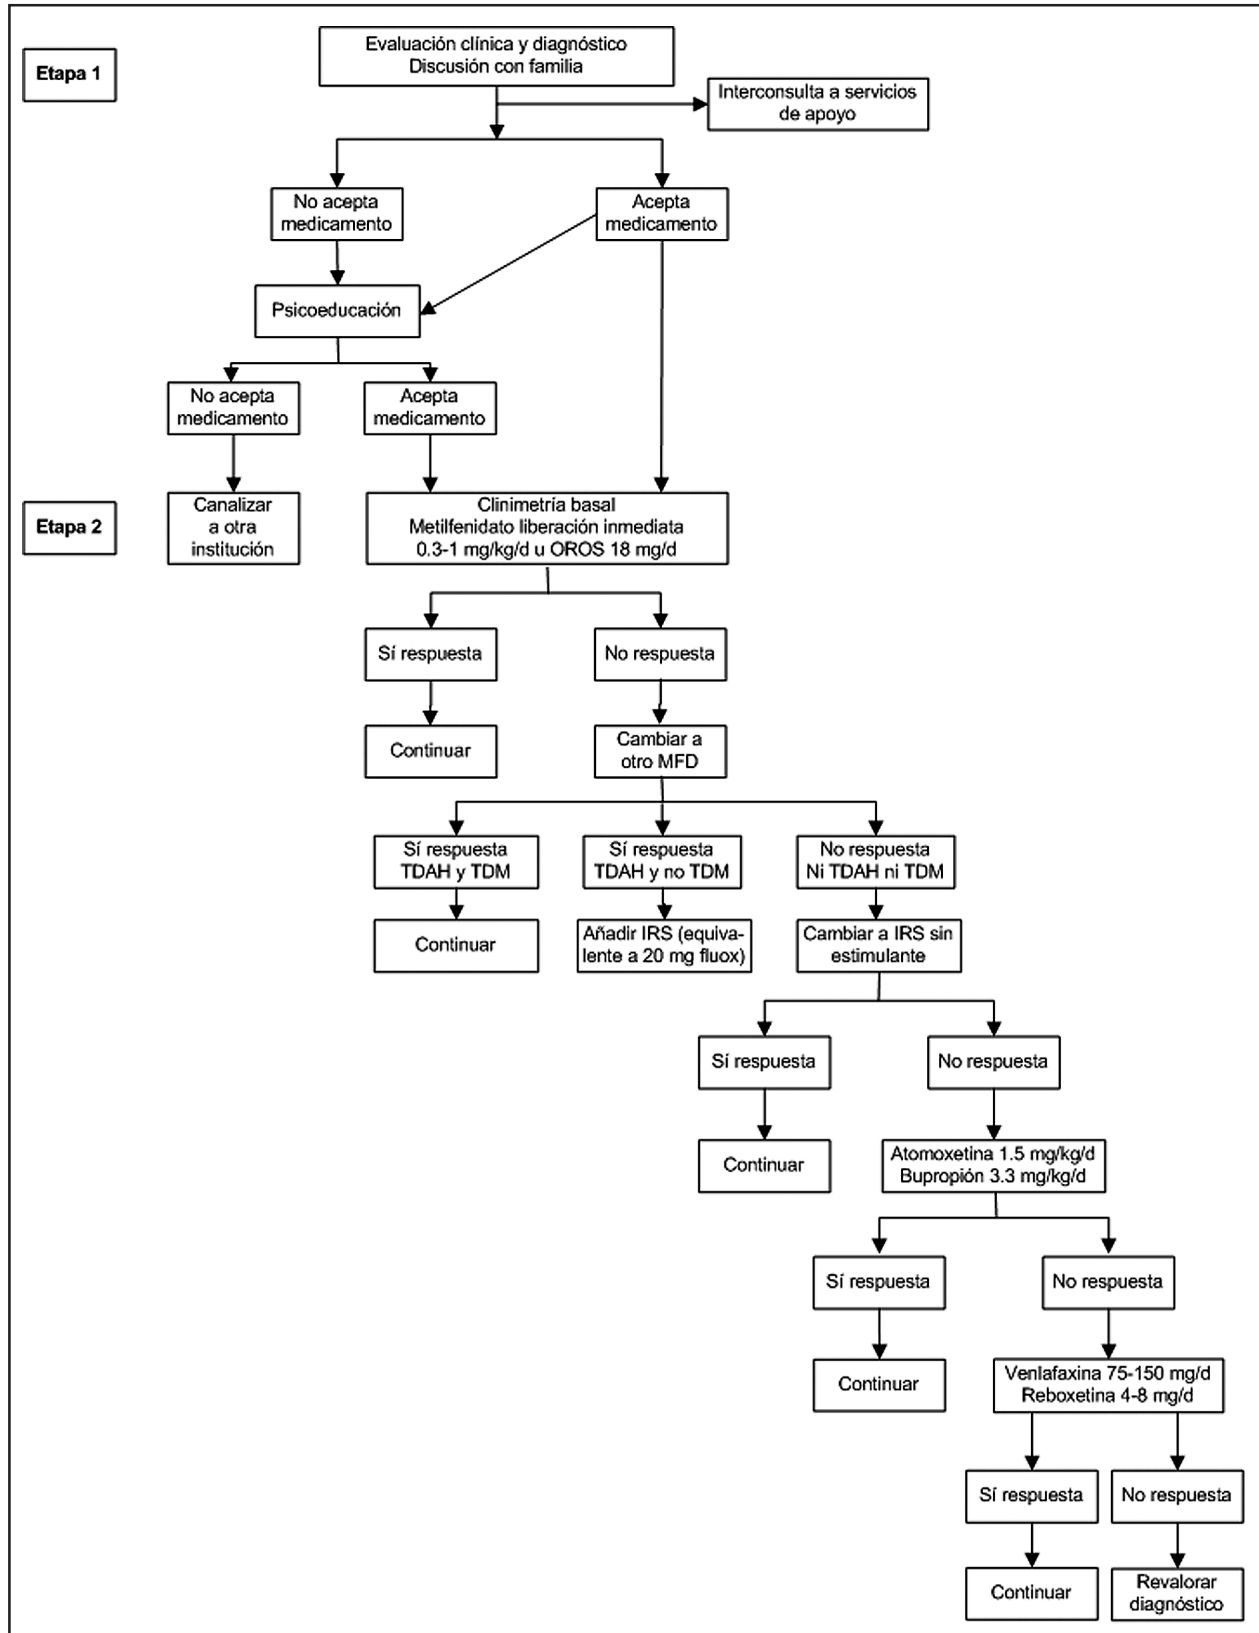 Etapa 1
Evaluación clínica y diagnóstico
Discusión con familia
Interconsulta a servicios
de apoyo
No acepta
medicamento
Acepta
medicamento
Psicoeducación
No acepta
medicamento
Acepta
medicamento
Etapa 2
Canalizar
a otra
institución
Clinimetría basal
Metilfenidato liberación inmediata
0.3-1 mg/kg/d u OROS 18 mg/d
Sí respuesta
No respuesta
Continuar
Cambiar a
otro MFD
Sí respuesta
TDAH y TDM
Sí respuesta
TDAH y no TDM
No respuesta
Ni TDAH ni TDM
Continuar
Añadir IRS (equiva-
lente a 20 mg fluox)
Cambiar a IRS sin
estimulante
Sí respuesta
No respuesta
Continuar
Atomoxetina 1.5 mg/kg/d
Bupropión 3.3 mg/kg/d
Sí respuesta
No respuesta
Continuar
Venlafaxina 75-150 mg/d
Reboxetina 4-8 mg/d
Sí respuesta
No respuesta
Continuar
Revalorar
diagnóstico